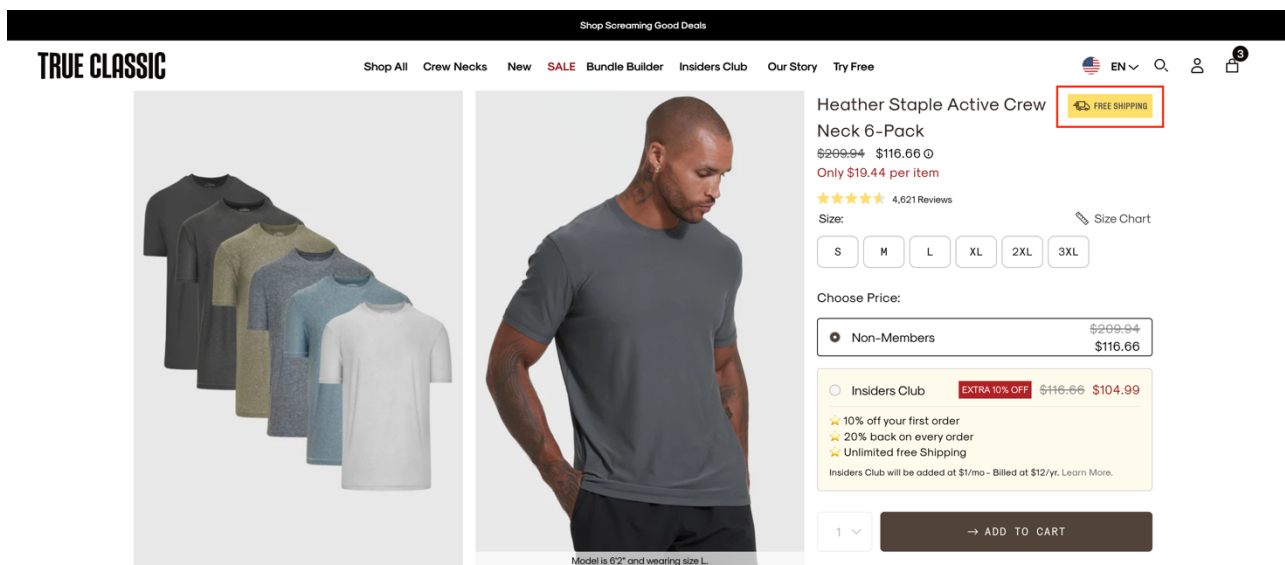 Shop Screaming Good Deals
TRUE CLASSIC
Shop All Crew Necks New SALE Bundle Builder Insiders Club Our Story Try Free
EN
3
Heather Staple Active Crew Neck 6-Pack
FREE SHIPPING
$209.94 $116.66
Only $19.44 per item
4,621 Reviews
Size:
Size Chart
S M L XL 2XL 3XL
Choose Price:
Non-Members $209.94
$116.66
Insiders Club EXTRA 10% OFF $116.66 $104.99
10% off your first order
20% back on every order
Unlimited free Shipping
Insiders Club will be added at $1/mo - Billed at $12/yr. Learn More.
1
→ ADD TO CART
Model is 6'2" and wearing size L.